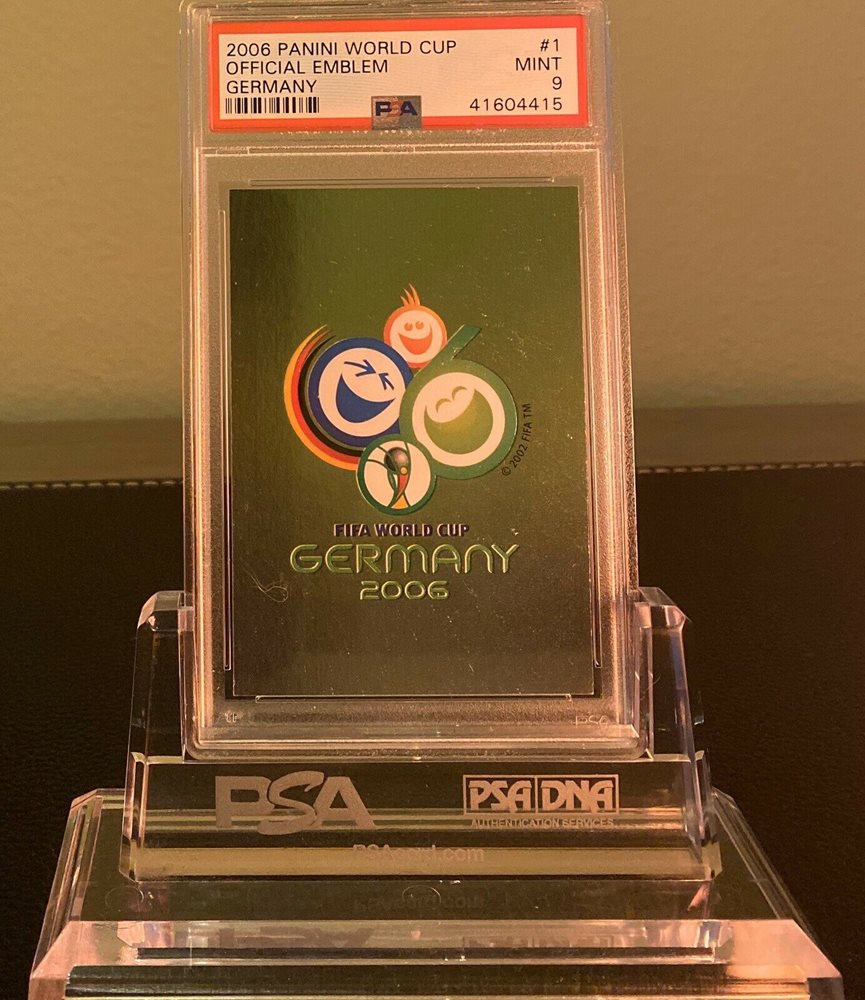 2006 PANINI WORLD CUP #1
OFFICIAL EMBLEM MINT
GERMANY 9
PSA 41604415
© 2002 FIFA TM
FIFA WORLD CUP
GERMANY
2006
PSA
PSA PSA DNA
AUTHENTICATION SERVICES
PSAcard.com